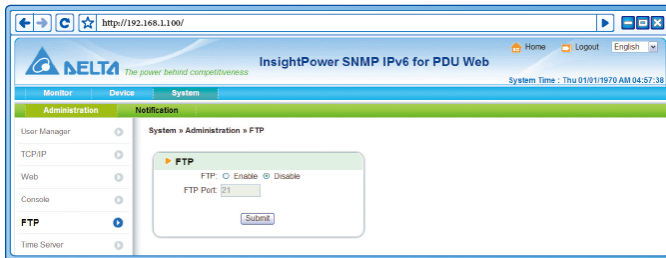 http://192.168.1.100/
Home Logout English
DELTA The power behind competitiveness
InsightPower SNMP IPv6 for PDU Web
System Time : Thu 01/01/1970 AM 04:57:38
Monitor Device System
Administration Notification
User Manager
TCP/IP
Web
Console
FTP
Time Server
System » Administration » FTP
FTP
FTP: Enable Disable
FTP Port: 21
Submit